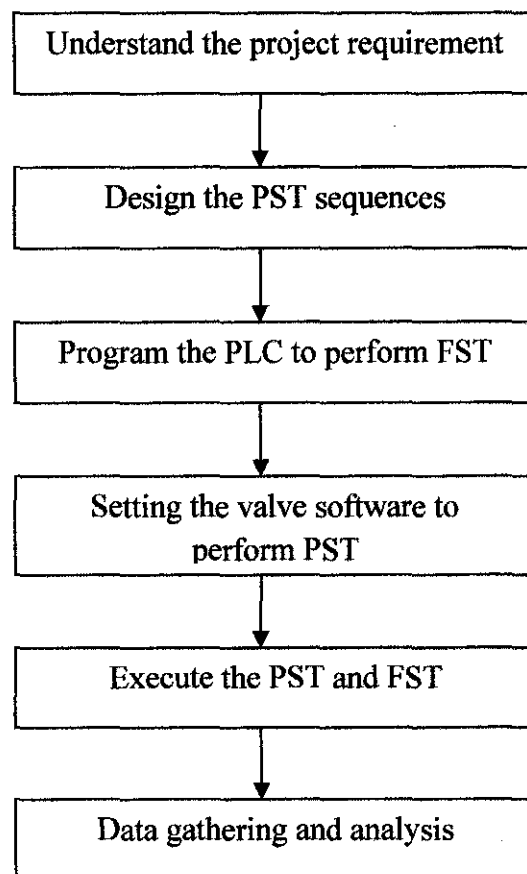 Understand the project requirement
Design the PST sequences
Program the PLC to perform FST
Setting the valve software to
perform PST
Execute the PST and FST
Data gathering and analysis